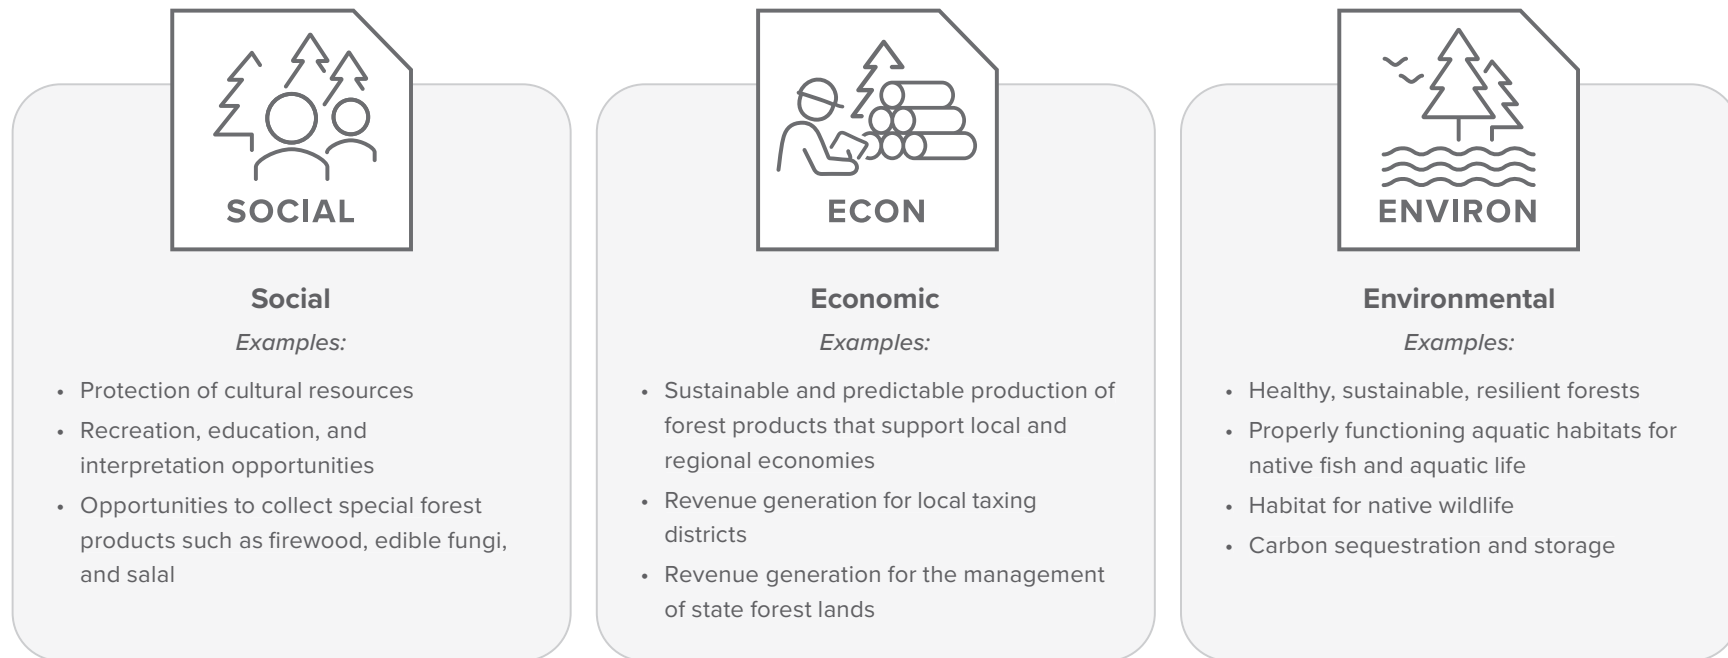 SOCIAL
Social
Examples:
• Protection of cultural resources
• Recreation, education, and
interpretation opportunities
• Opportunities to collect special forest
products such as firewood, edible fungi,
and salal
ECON
Economic
Examples:
• Sustainable and predictable production of
forest products that support local and
regional economies
• Revenue generation for local taxing
districts
• Revenue generation for the management
of state forest lands
ENVIRON
Environmental
Examples:
• Healthy, sustainable, resilient forests
• Properly functioning aquatic habitats for
native fish and aquatic life
• Habitat for native wildlife
• Carbon sequestration and storage